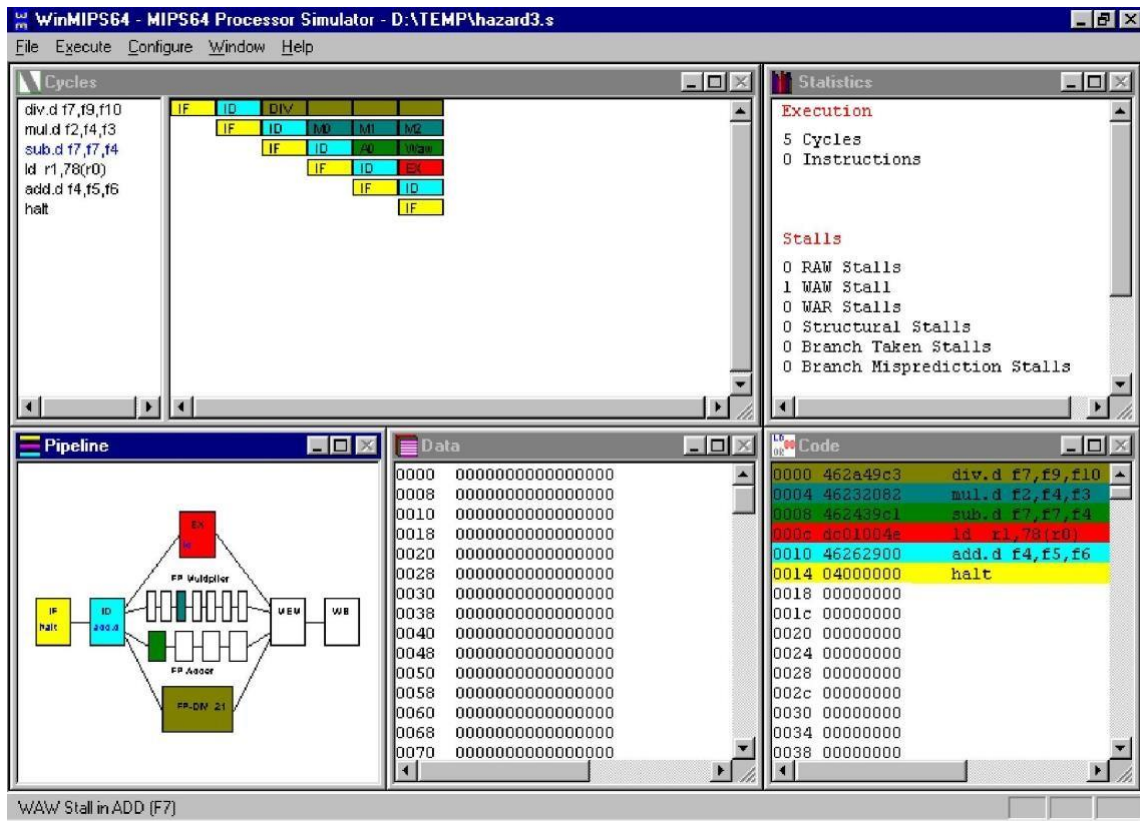 WinMIPS64 - MIPS64 Processor Simulator - D:\TEMP\hazard3.s
File Execute Configure Window Help
Cycles
div.d f7,f9,f10
mul.d f2,f4,f3
sub.d f7,f7,f4
ld r1,78(r0)
add.d f4,f5,f6
halt
IF ID DIV
IF ID M0 M1 M2
IF ID A0 Waw
IF ID EX
IF ID
IF
Statistics
Execution
5 Cycles
0 Instructions
Stalls
0 RAW Stalls
1 WAW Stall
0 WAR Stalls
0 Structural Stalls
0 Branch Taken Stalls
0 Branch Misprediction Stalls
Pipeline
EX
FP Multiplier
IF
halt
ID
add.d
MEM
WB
FP Adder
FP-DIV 21
Data
0000 0000000000000000
0008 0000000000000000
0010 0000000000000000
0018 0000000000000000
0020 0000000000000000
0028 0000000000000000
0030 0000000000000000
0038 0000000000000000
0040 0000000000000000
0048 0000000000000000
0050 0000000000000000
0058 0000000000000000
0060 0000000000000000
0068 0000000000000000
0070 0000000000000000
Code
0000 462a49c3 div.d f7,f9,f10
0004 46232082 mul.d f2,f4,f3
0008 462439c1 sub.d f7,f7,f4
000c dc01004e ld r1,78(r0)
0010 46262900 add.d f4,f5,f6
0014 04000000 halt
0018 00000000
001c 00000000
0020 00000000
0024 00000000
0028 00000000
002c 00000000
0030 00000000
0034 00000000
0038 00000000
WAW Stall in ADD (F7)